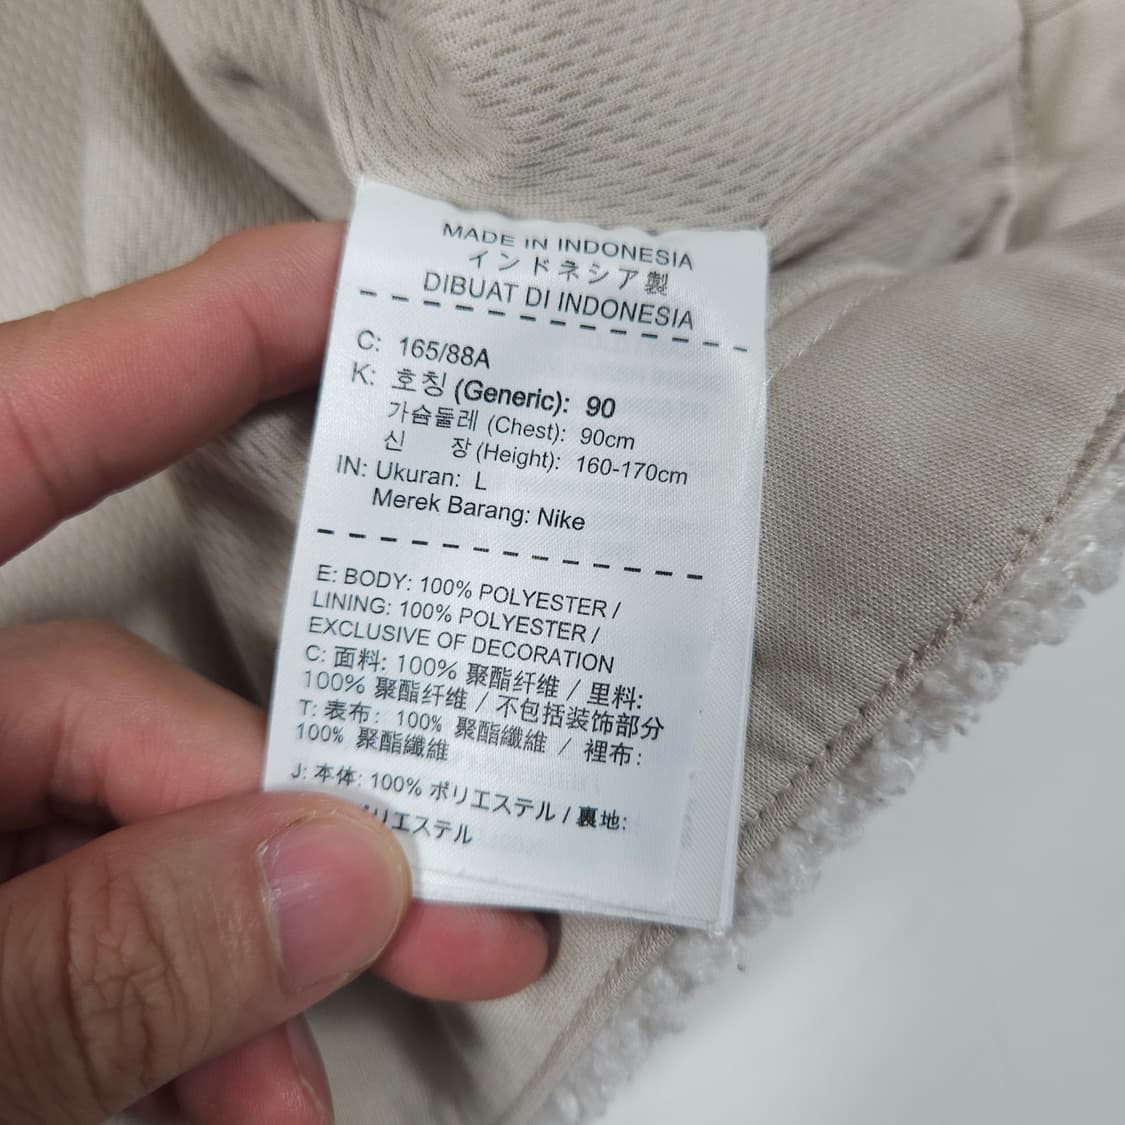 MADE IN INDONESIA
インドネシア製
DIBUAT DI INDONESIA
C: 165/88A
K: 호칭 (Generic): 90
가슴둘레 (Chest): 90cm
신 장 (Height): 160-170cm
IN: Ukuran: L
Merek Barang: Nike
E: BODY: 100% POLYESTER /
LINING: 100% POLYESTER /
EXCLUSIVE OF DECORATION
C: 面料: 100% 聚酯纤维 / 里料:
100% 聚酯纤维 / 不包括装饰部分
T: 表布: 100% 聚酯纖維 / 裡布:
100% 聚酯纖維
J: 本体: 100% ポリエステル / 裏地:
リエステル